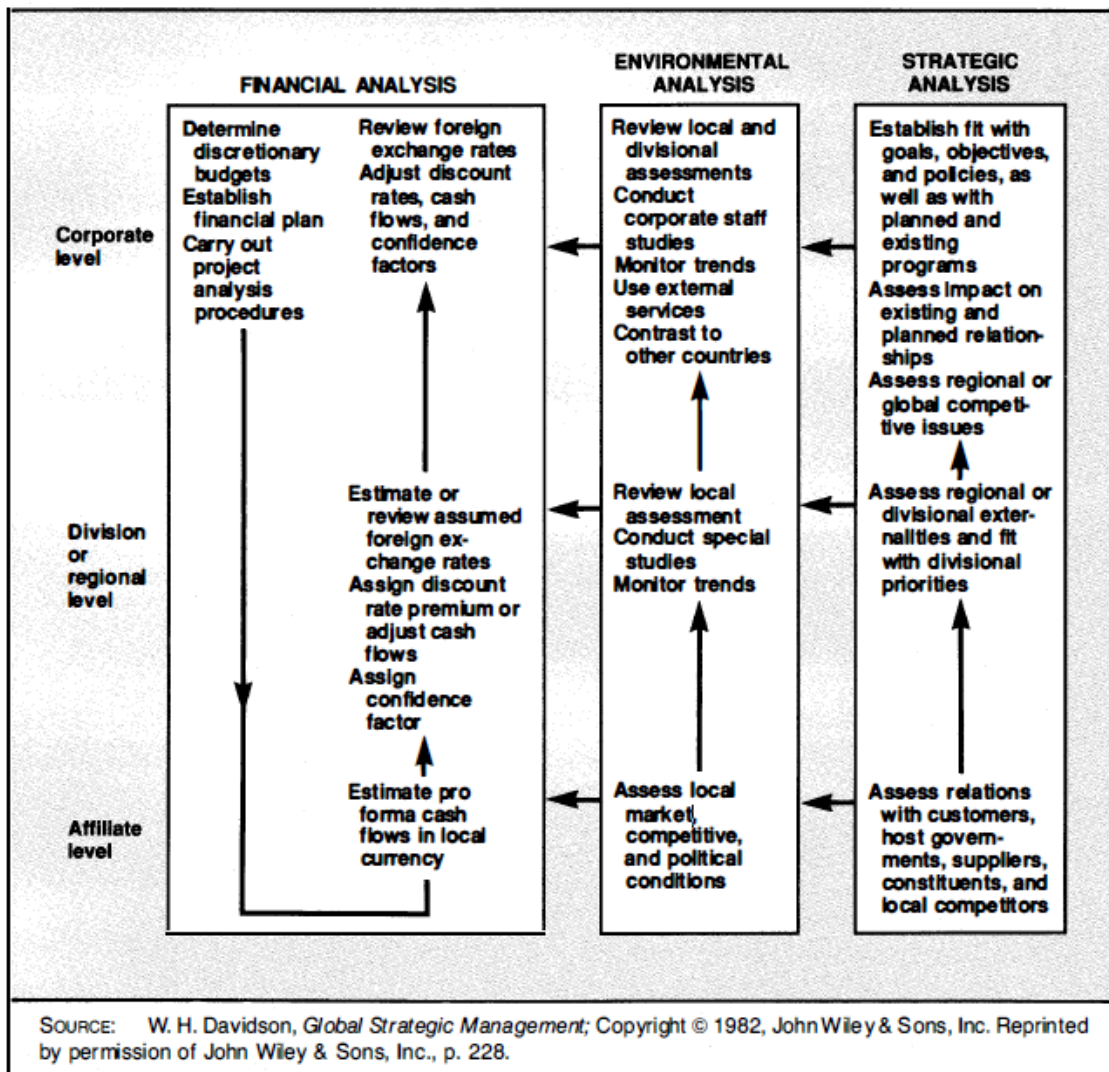 FINANCIAL ANALYSIS
ENVIRONMENTAL
ANALYSIS
STRATEGIC
ANALYSIS
Corporate
level
Determine
discretionary
budgets
Establish
financial plan
Carry out
project
analysis
procedures
Review foreign
exchange rates
Adjust discount
rates, cash
flows, and
confidence
factors
Review local and
divisional
assessments
Conduct
corporate staff
studies
Monitor trends
Use external
services
Contrast to
other countries
Establish fit with
goals, objectives,
and policies, as
well as with
planned and
existing
programs
Assess impact on
existing and
planned relation-
ships
Assess regional or
global competi-
tive issues
Division
or
regional
level
Estimate or
review assumed
foreign ex-
change rates
Assign discount
rate premium or
adjust cash
flows
Assign
confidence
factor
Review local
assessment
Conduct special
studies
Monitor trends
Assess regional or
divisional exter-
nalities and fit
with divisional
priorities
Affiliate
level
Estimate pro
forma cash
flows in local
currency
Assess local
market,
competitive,
and political
conditions
Assess relations
with customers,
host govern-
ments, suppliers,
constituents, and
local competitors
SOURCE: W. H. Davidson, Global Strategic Management; Copyright © 1982, John Wiley & Sons, Inc. Reprinted
by permission of John Wiley & Sons, Inc., p. 228.